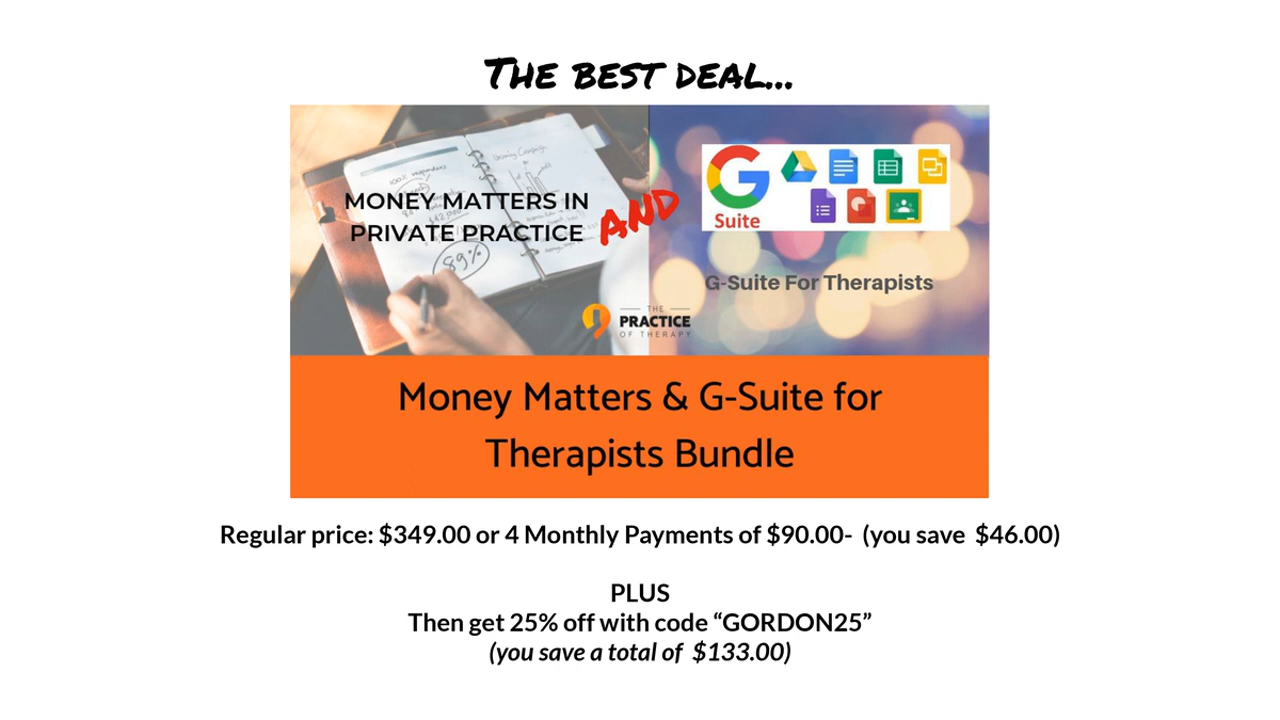 THE BEST DEAL...
MONEY MATTERS IN
PRIVATE PRACTICE
AND
G
Suite
G-Suite For Therapists
THE
PRACTICE
OF THERAPY
89%
Money Matters & G-Suite for
Therapists Bundle
Regular price: $349.00 or 4 Monthly Payments of $90.00- (you save $46.00)
PLUS
Then get 25% off with code “GORDON25”
(you save a total of $133.00)